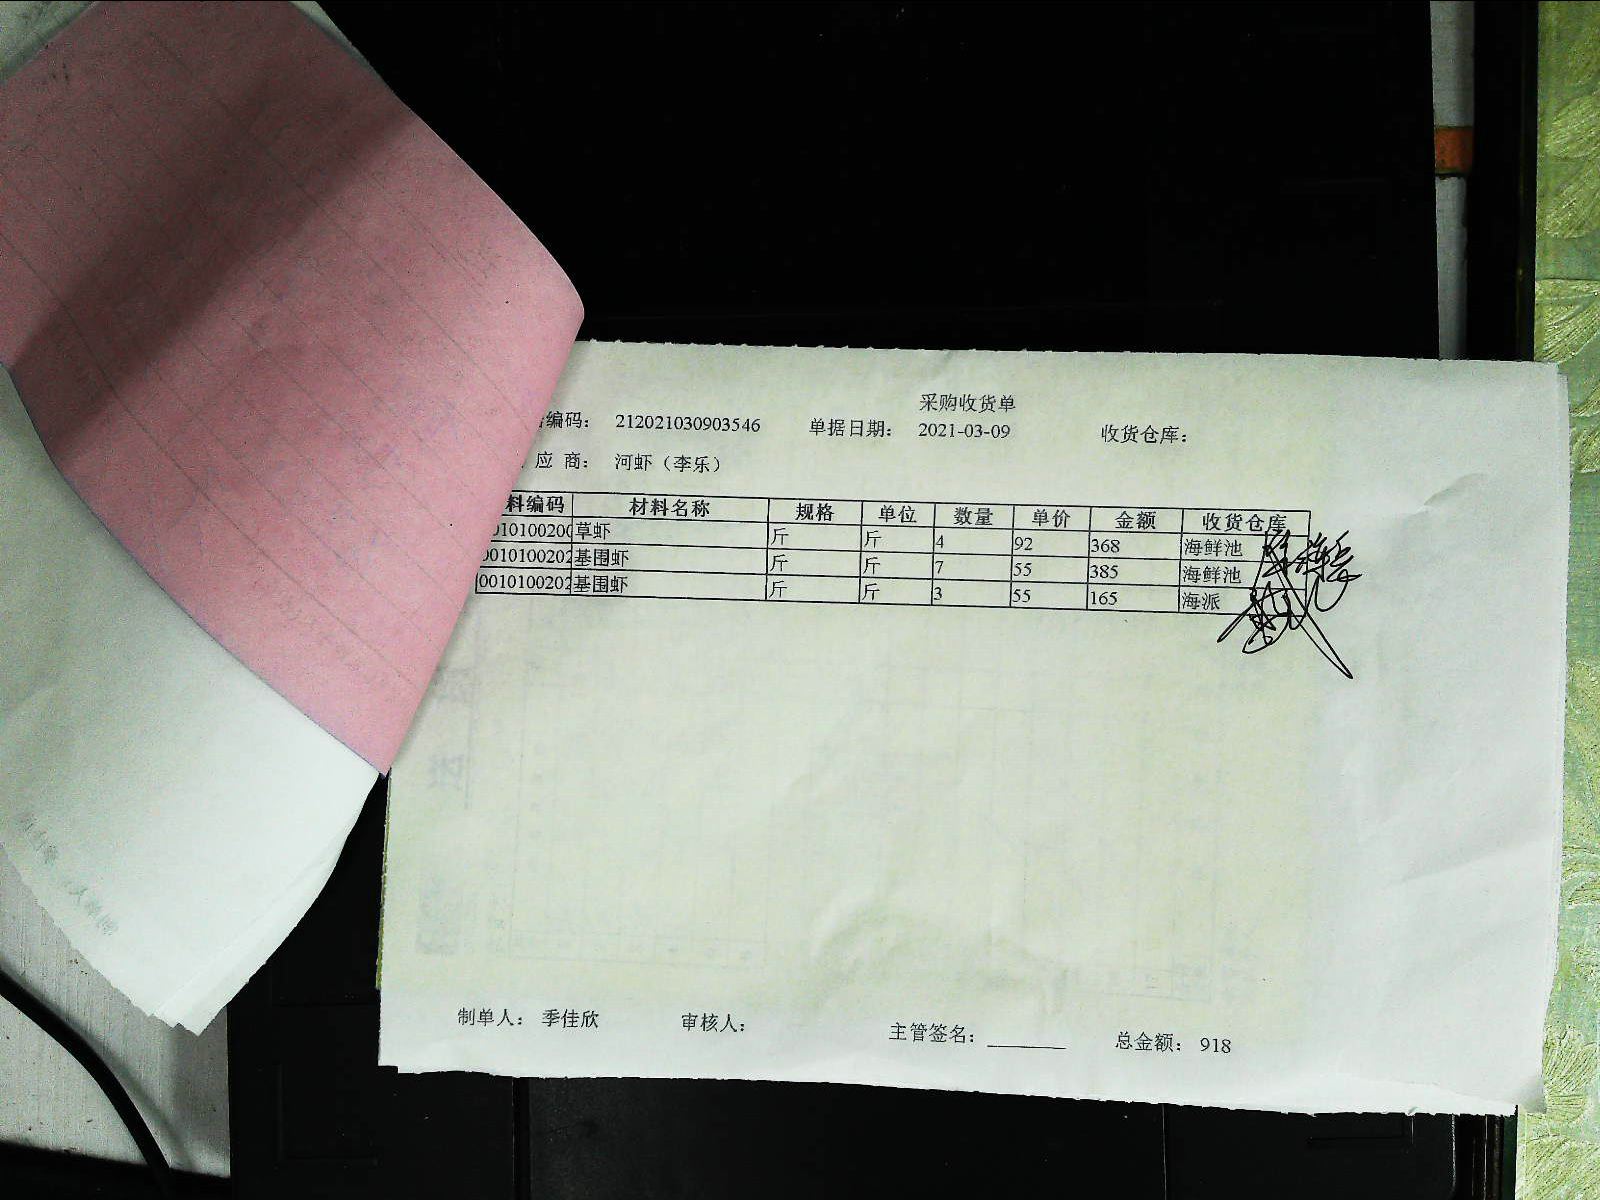 采购收货单
编码： 212021030903546 单据日期： 2021-03-09 收货仓库：
应 商： 河虾（李乐）
料编码 材料名称 规格 单位 数量 单价 金额 收货仓库
010100200 草虾 斤 斤 4 92 368 海鲜池
0010100202 基围虾 斤 斤 7 55 385 海鲜池
0010100202 基围虾 斤 斤 3 55 165 海派
制单人： 季佳欣 审核人： 主管签名：______ 总金额： 918